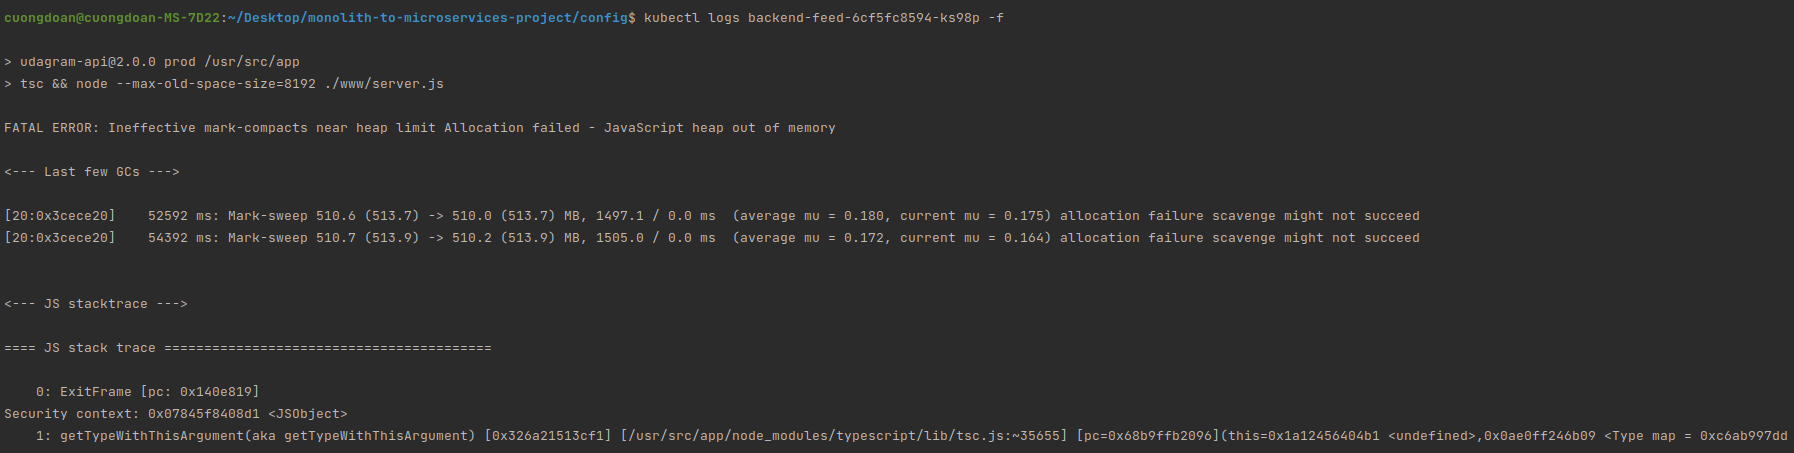 cuongdoan@cuongdoan-MS-7D22:~/Desktop/monolith-to-microservices-project/config$ kubectl logs backend-feed-6cf5fc8594-ks98p -f
> udagram-api@2.0.0 prod /usr/src/app
> tsc && node --max-old-space-size=8192 ./www/server.js
FATAL ERROR: Ineffective mark-compacts near heap limit Allocation failed - JavaScript heap out of memory
<--- Last few GCs --->
[20:0x3cece20]    52592 ms: Mark-sweep 510.6 (513.7) -> 510.0 (513.7) MB, 1497.1 / 0.0 ms  (average mu = 0.180, current mu = 0.175) allocation failure scavenge might not succeed
[20:0x3cece20]    54392 ms: Mark-sweep 510.7 (513.9) -> 510.2 (513.9) MB, 1505.0 / 0.0 ms  (average mu = 0.172, current mu = 0.164) allocation failure scavenge might not succeed
<--- JS stacktrace --->
==== JS stack trace =========================================
    0: ExitFrame [pc: 0x140e819]
Security context: 0x07845f8408d1 <JSObject>
    1: getTypeWithThisArgument(aka getTypeWithThisArgument) [0x326a21513cf1] [/usr/src/app/node_modules/typescript/lib/tsc.js:~35655] [pc=0x68b9ffb2096](this=0x1a12456404b1 <undefined>,0x0ae0ff246b09 <Type map = 0xc6ab997dd